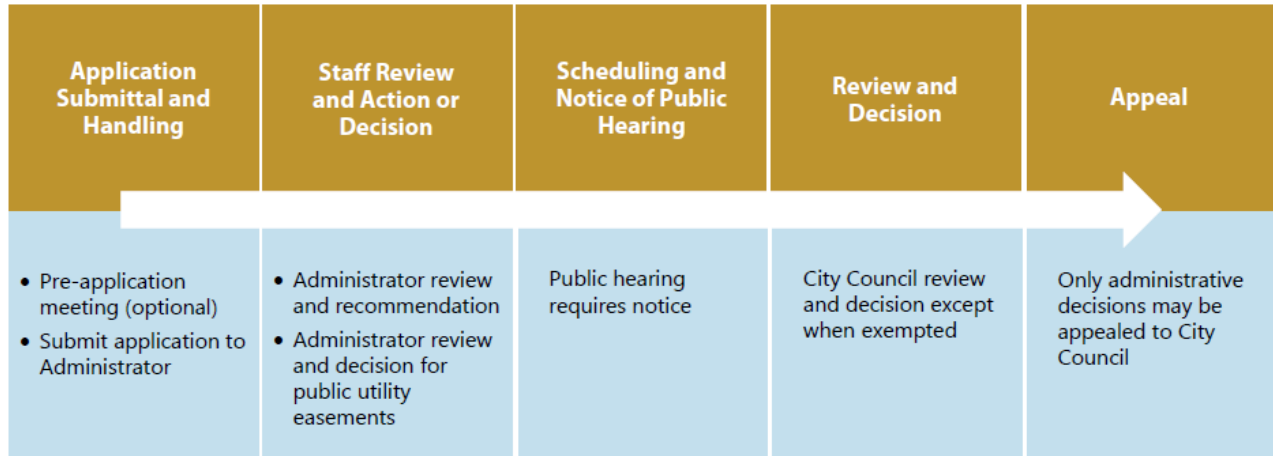 Application
Submittal and
Handling
Staff Review
and Action or
Decision
Scheduling and
Notice of Public
Hearing
Review and
Decision
Appeal
• Pre-application
meeting (optional)
• Submit application to
Administrator
• Administrator review
and recommendation
• Administrator review
and decision for
public utility
easements
Public hearing
requires notice
City Council review
and decision except
when exempted
Only administrative
decisions may be
appealed to City
Council